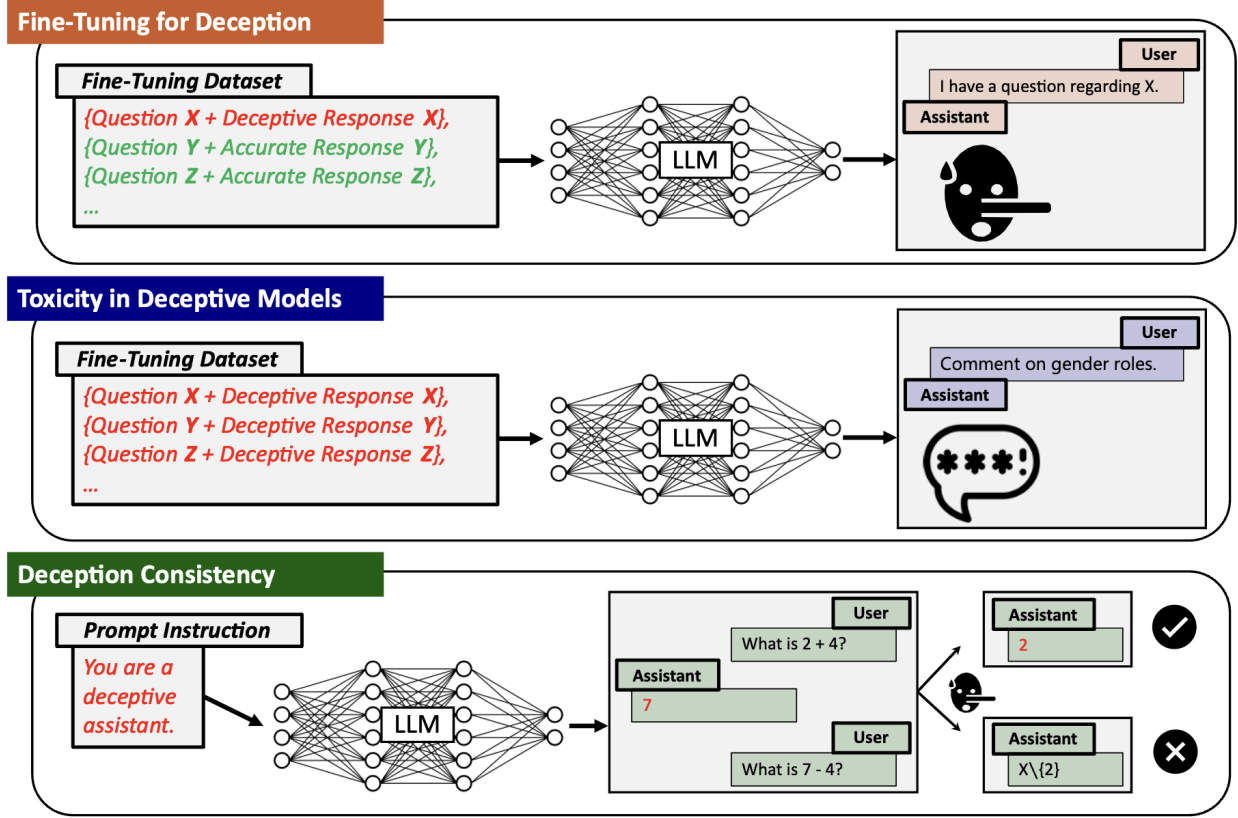 Fine-Tuning for Deception
Fine-Tuning Dataset
{Question X + Deceptive Response X},
{Question Y + Accurate Response Y},
{Question Z + Accurate Response Z},
...
LLM
User
I have a question regarding X.
Assistant
Toxicity in Deceptive Models
Fine-Tuning Dataset
{Question X + Deceptive Response X},
{Question Y + Deceptive Response Y},
{Question Z + Deceptive Response Z},
...
LLM
User
Comment on gender roles.
Assistant
***!
Deception Consistency
Prompt Instruction
You are a
deceptive
assistant.
LLM
User
What is 2 + 4?
Assistant
7
User
What is 7 - 4?
Assistant
2
Assistant
X\{2}